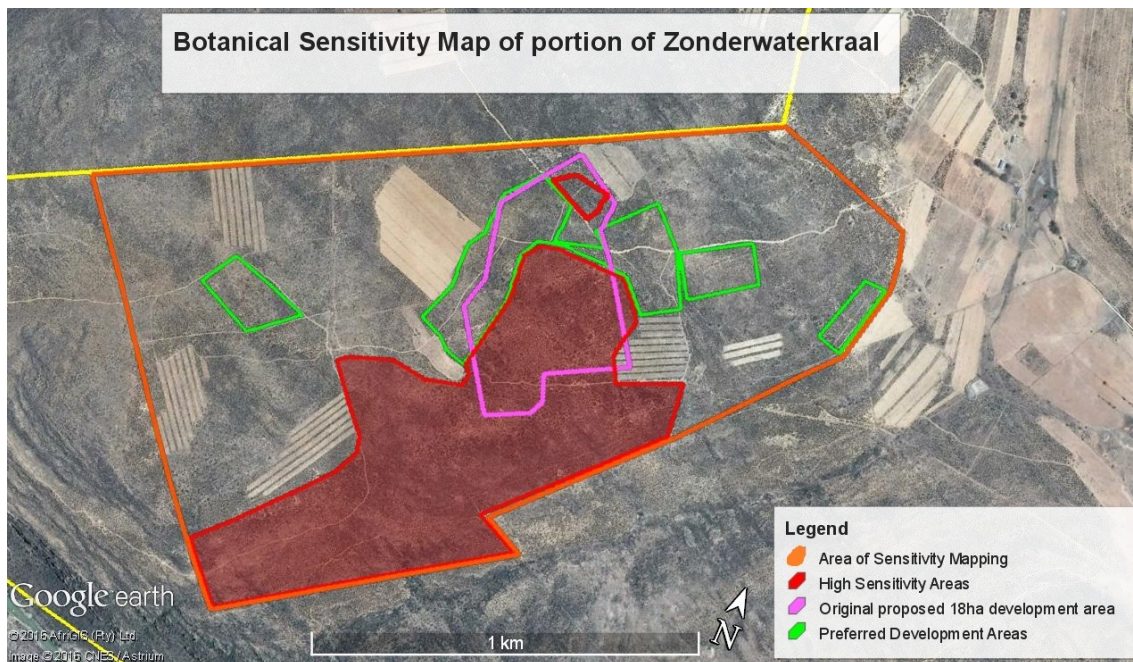 Botanical Sensitivity Map of portion of Zonderwaterkraal
Legend
Area of Sensitivity Mapping
High Sensitivity Areas
Original proposed 18ha development area
Preferred Development Areas
Google earth
©2016 AfriGIS (Pty) Ltd.
Image ©2016 CNES / Astrium
1 km
N